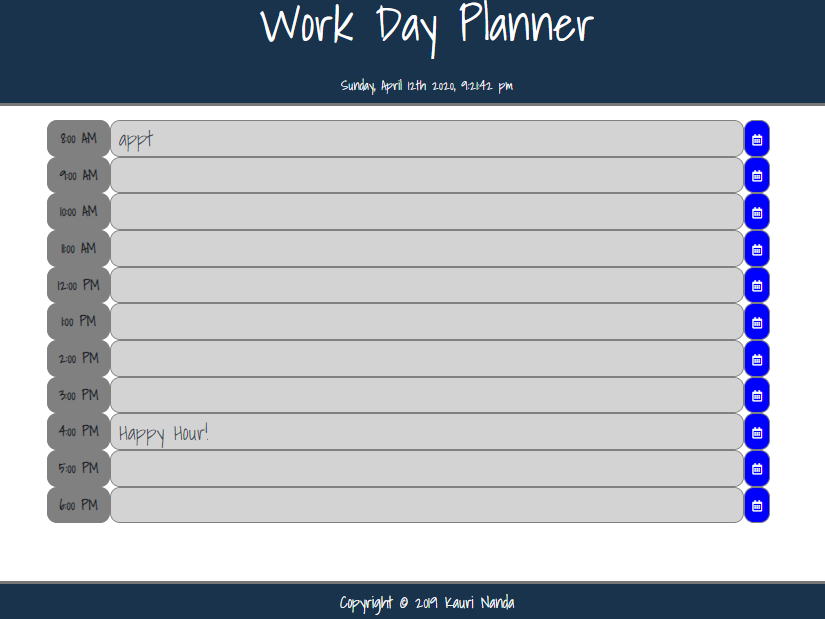 Work Day Planner
Sunday, April 12th 2020, 9:21:42 pm
8:00 AM appt
9:00 AM
10:00 AM
11:00 AM
12:00 PM
1:00 PM
2:00 PM
3:00 PM
4:00 PM Happy Hour!
5:00 PM
6:00 PM
Copyright © 2019 Kauri Nanda